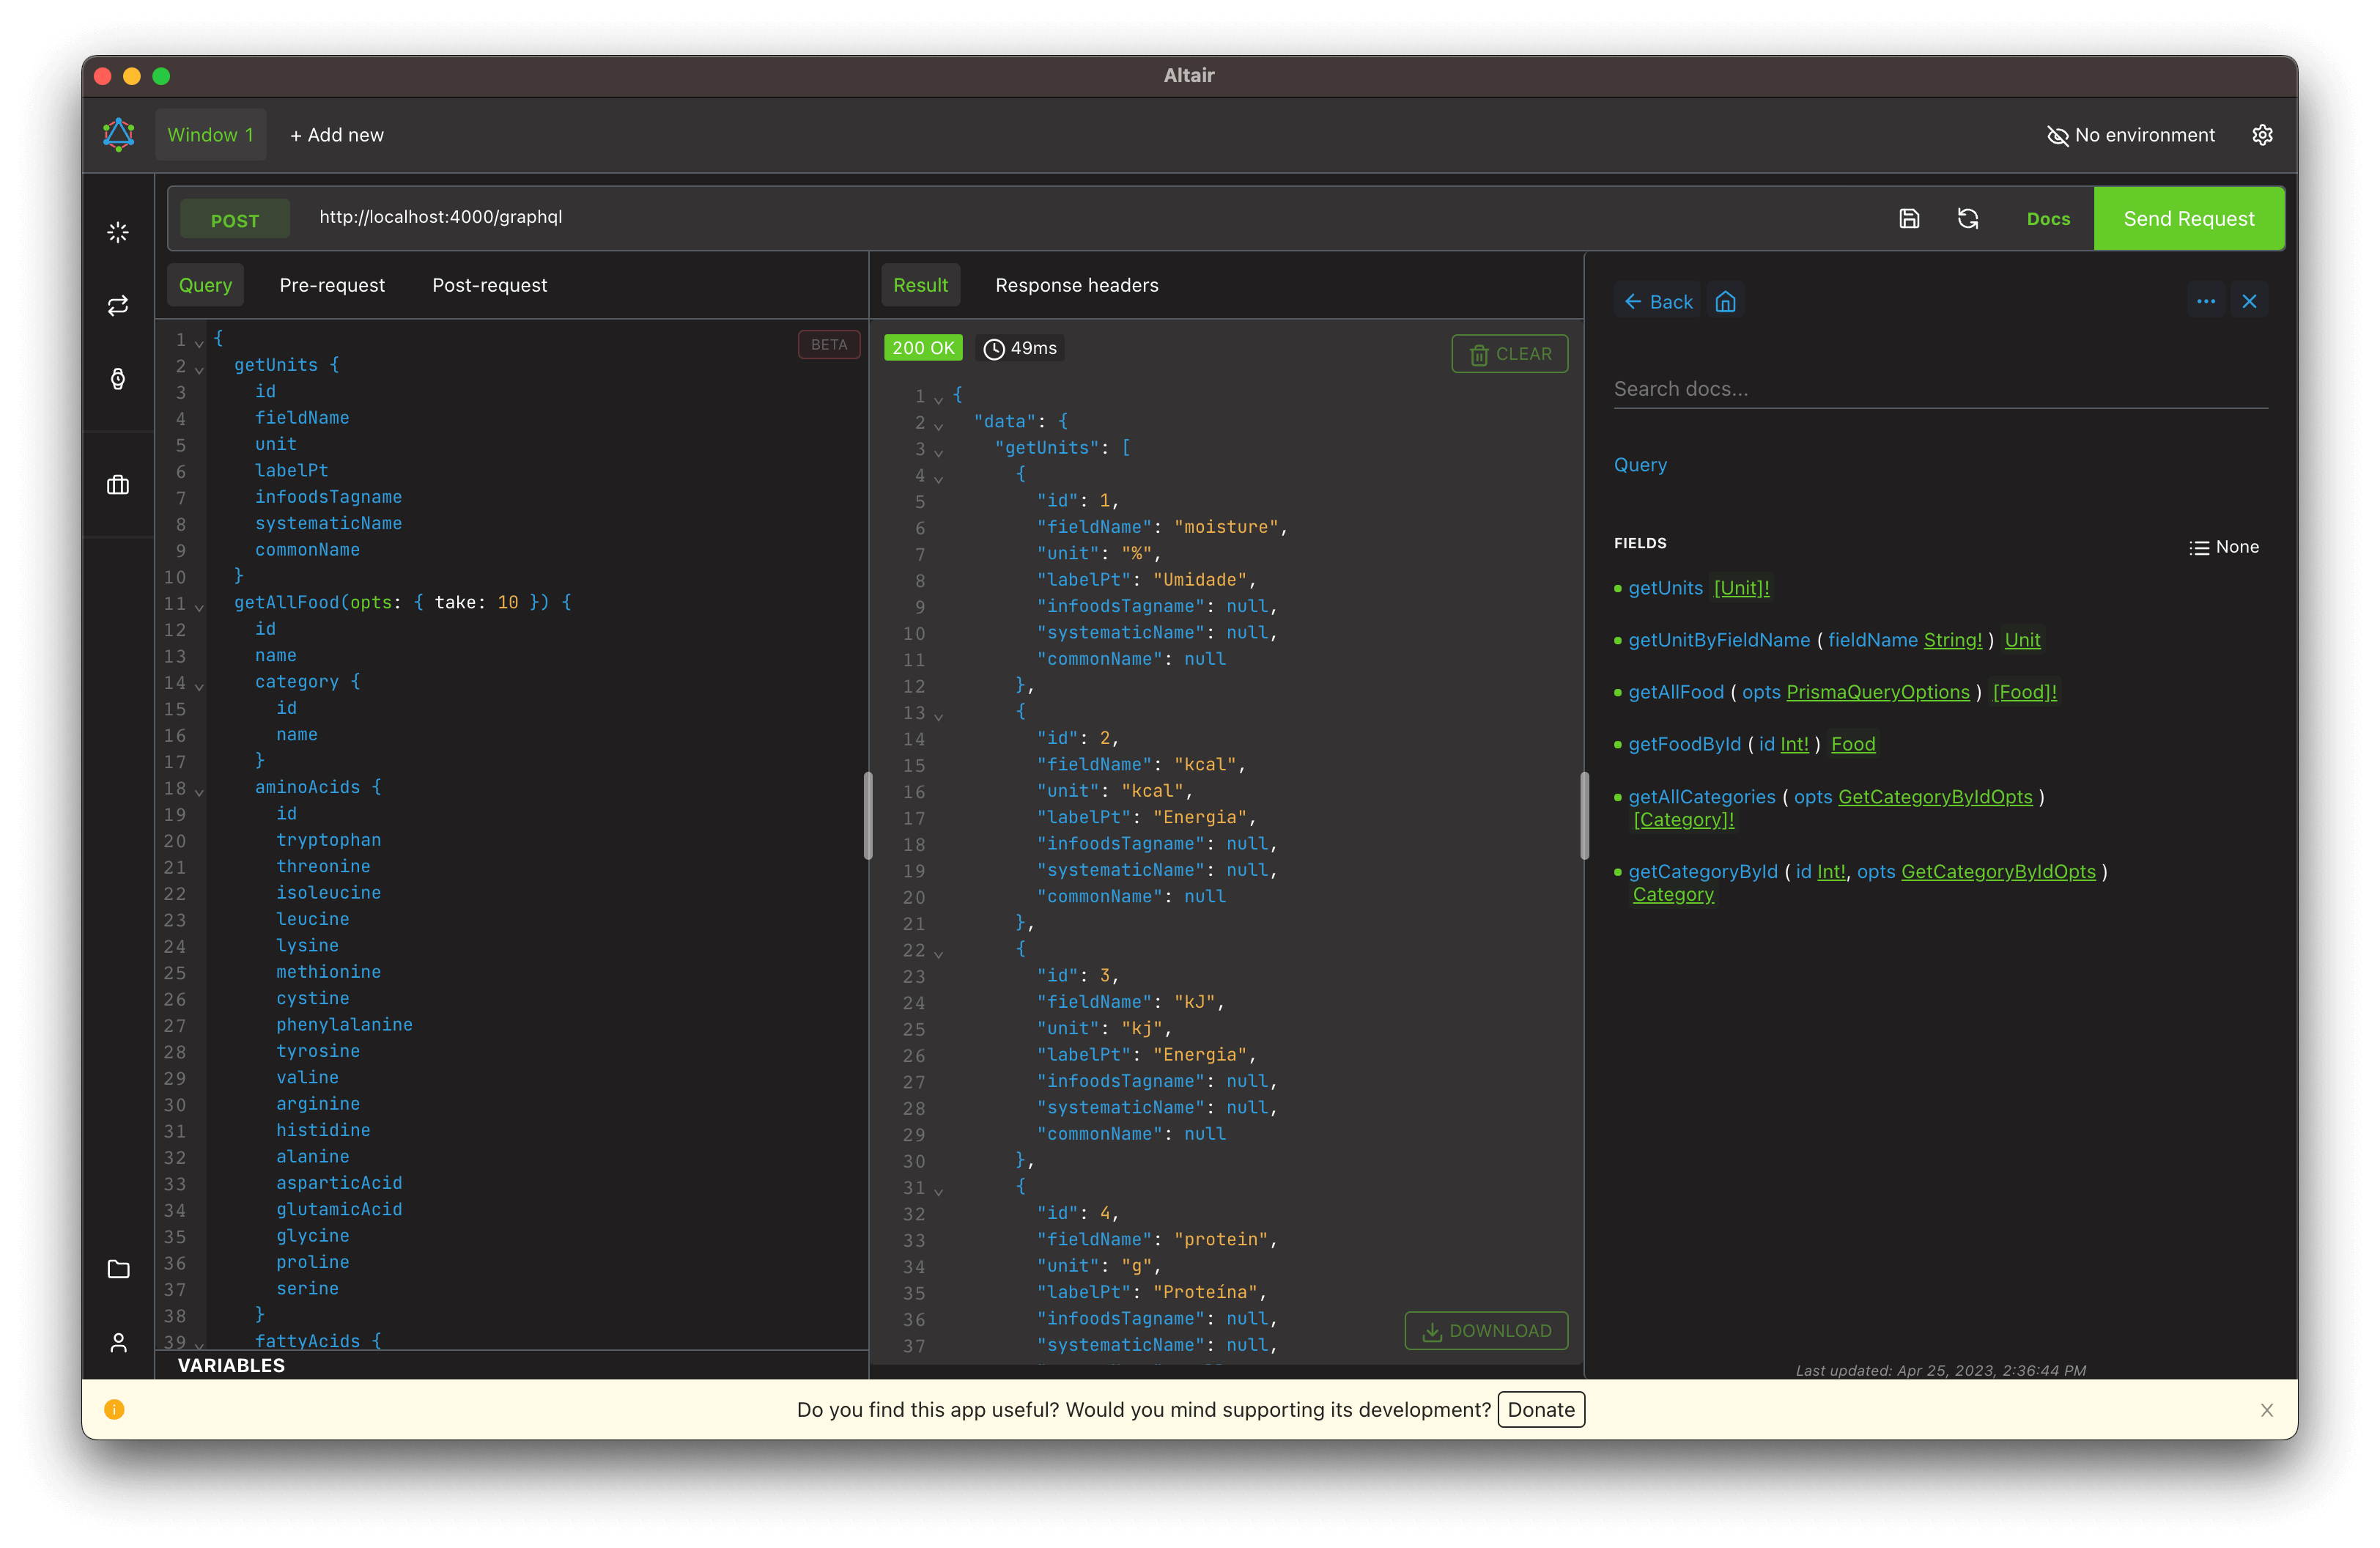 Altair
Window 1
+ Add new
No environment
POST
http://localhost:4000/graphql
Docs
Send Request
Query
Pre-request
Post-request
BETA
1 {
2 getUnits {
3 id
4 fieldName
5 unit
6 labelPt
7 infoodsTagname
8 systematicName
9 commonName
10 }
11 getAllFood(opts: { take: 10 }) {
12 id
13 name
14 category {
15 id
16 name
17 }
18 aminoAcids {
19 id
20 tryptophan
21 threonine
22 isoleucine
23 leucine
24 lysine
25 methionine
26 cystine
27 phenylalanine
28 tyrosine
29 valine
30 arginine
31 histidine
32 alanine
33 asparticAcid
34 glutamicAcid
35 glycine
36 proline
37 serine
38 }
39 fattyAcids {
VARIABLES
Result
Response headers
200 OK
49ms
CLEAR
1 {
2 "data": {
3 "getUnits": [
4 {
5 "id": 1,
6 "fieldName": "moisture",
7 "unit": "%",
8 "labelPt": "Umidade",
9 "infoodsTagname": null,
10 "systematicName": null,
11 "commonName": null
12 },
13 {
14 "id": 2,
15 "fieldName": "kcal",
16 "unit": "kcal",
17 "labelPt": "Energia",
18 "infoodsTagname": null,
19 "systematicName": null,
20 "commonName": null
21 },
22 {
23 "id": 3,
24 "fieldName": "kJ",
25 "unit": "kj",
26 "labelPt": "Energia",
27 "infoodsTagname": null,
28 "systematicName": null,
29 "commonName": null
30 },
31 {
32 "id": 4,
33 "fieldName": "protein",
34 "unit": "g",
35 "labelPt": "Proteína",
36 "infoodsTagname": null,
37 "systematicName": null,
DOWNLOAD
Back
Search docs...
Query
FIELDS
None
getUnits [Unit]!
getUnitByFieldName ( fieldName String! ) Unit
getAllFood ( opts PrismaQueryOptions ) [Food]!
getFoodById ( id Int! ) Food
getAllCategories ( opts GetCategoryByIdOpts )
[Category]!
getCategoryById ( id Int!, opts GetCategoryByIdOpts )
Category
Last updated: Apr 25, 2023, 2:36:44 PM
Do you find this app useful? Would you mind supporting its development? Donate